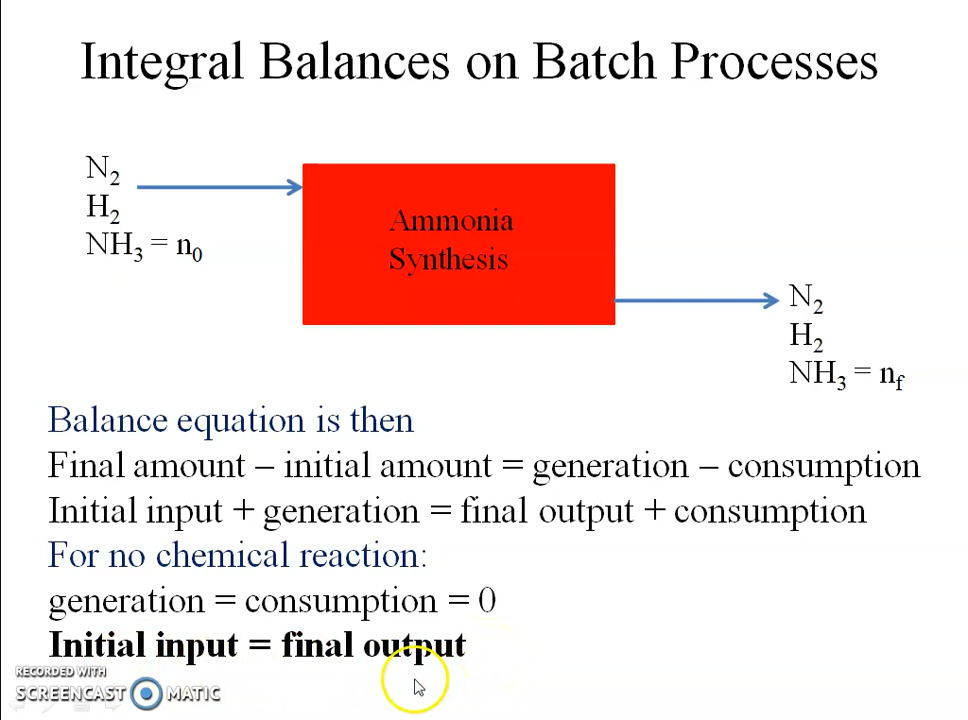 Integral Balances on Batch Processes
N₂
H₂
NH₃ = n₀
Ammonia
Synthesis
N₂
H₂
NH₃ = n_f
Balance equation is then
Final amount – initial amount = generation – consumption
Initial input + generation = final output + consumption
For no chemical reaction:
generation = consumption = 0
Initial input = final output
RECORDED WITH
SCREENCAST MATIC